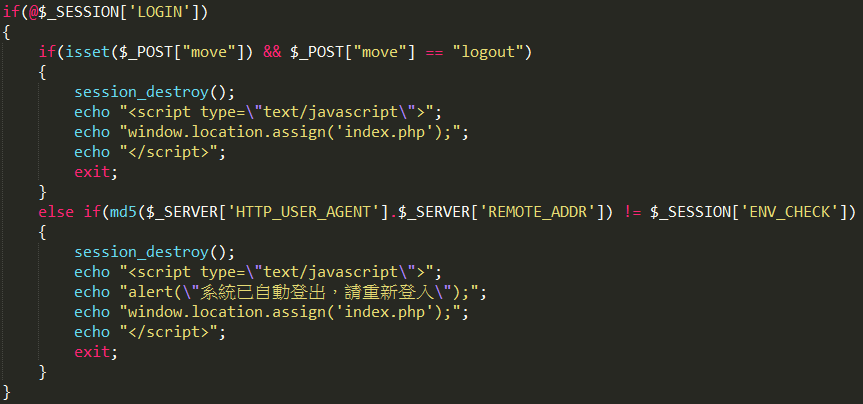 if(@$_SESSION['LOGIN'])
{
    if(isset($_POST["move"]) && $_POST["move"] == "logout")
    {
        session_destroy();
        echo "<script type=\"text/javascript\">";
        echo "window.location.assign('index.php');";
        echo "</script>";
        exit;
    }
    else if(md5($_SERVER['HTTP_USER_AGENT'].$_SERVER['REMOTE_ADDR']) != $_SESSION['ENV_CHECK'])
    {
        session_destroy();
        echo "<script type=\"text/javascript\">";
        echo "alert(\"系統已自動登出，請重新登入\");";
        echo "window.location.assign('index.php');";
        echo "</script>";
        exit;
    }
}